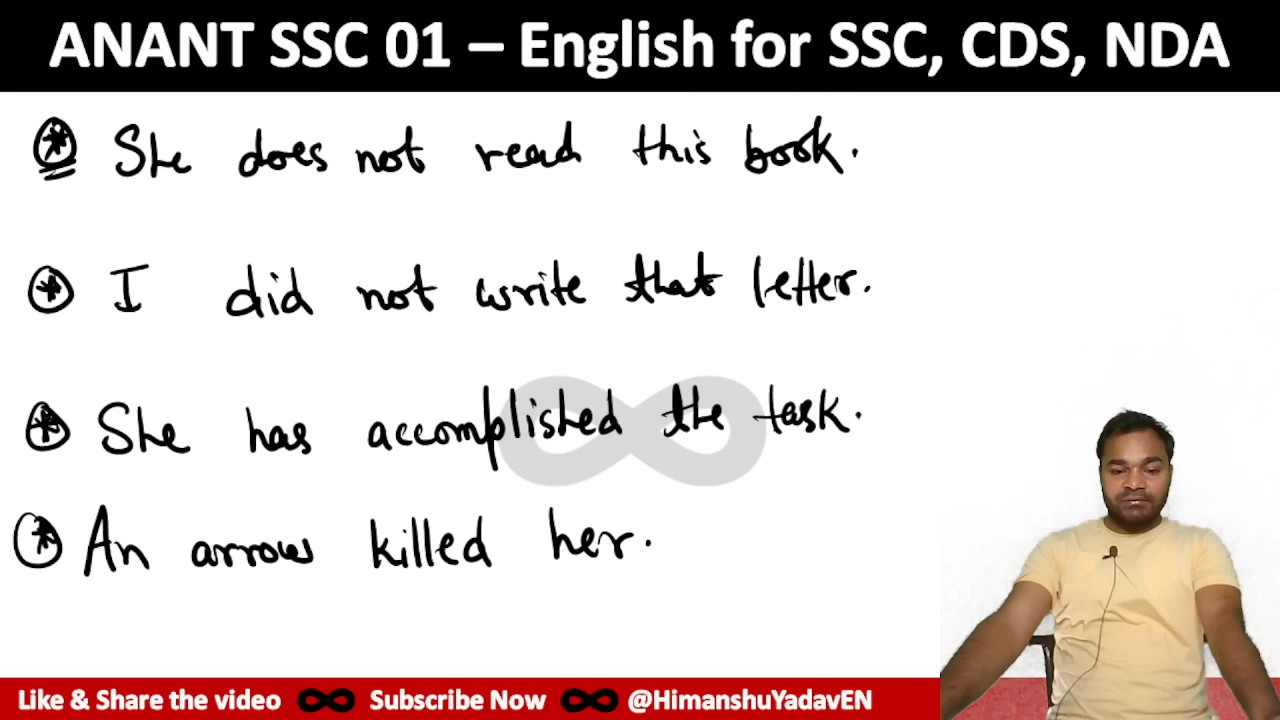 ANANT SSC 01 – English for SSC, CDS, NDA
She does not read this book.
I did not write that letter.
She has accomplished the task.
An arrow killed her.
Like & Share the video Subscribe Now @HimanshuYadavEN